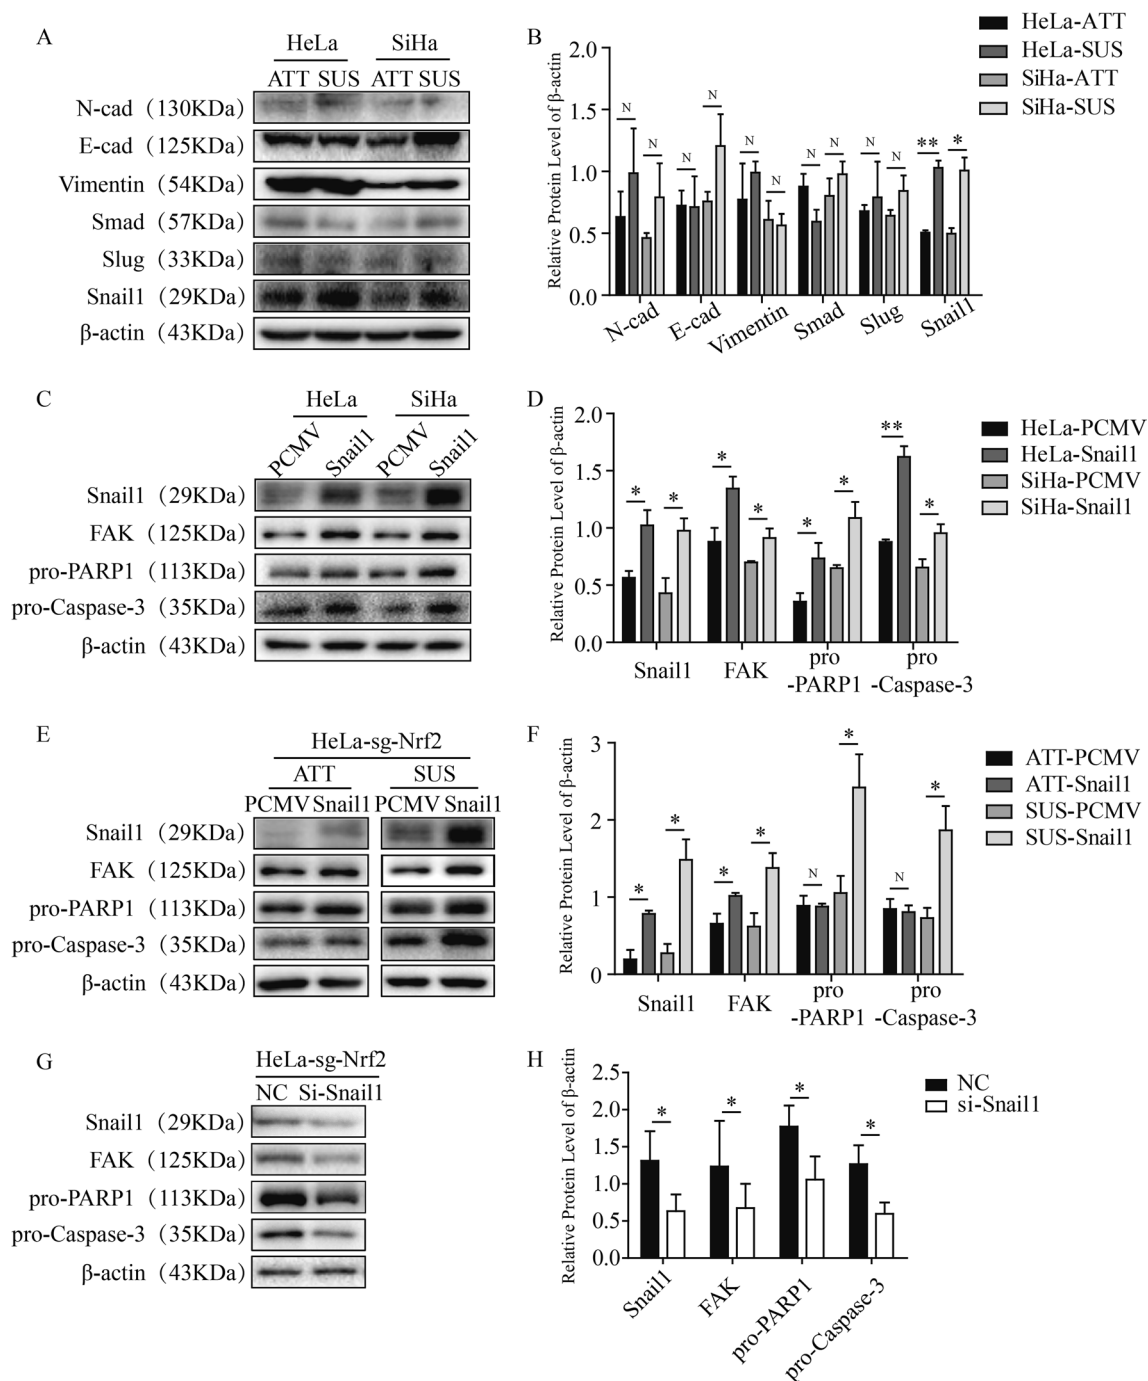 A
HeLa SiHa
ATT SUS ATT SUS
N-cad (130KDa)
E-cad (125KDa)
Vimentin (54KDa)
Smad (57KDa)
Slug (33KDa)
Snail1 (29KDa)
β-actin (43KDa)
B
Relative Protein Level of β-actin
2.0
1.5
1.0
0.5
0.0
N N N N N N N N N N ** *
N-cad E-cad Vimentin Smad Slug Snail1
HeLa-ATT
HeLa-SUS
SiHa-ATT
SiHa-SUS
C
HeLa SiHa
PCMV Snail1 PCMV Snail1
Snail1 (29KDa)
FAK (125KDa)
pro-PARP1 (113KDa)
pro-Caspase-3 (35KDa)
β-actin (43KDa)
D
Relative Protein Level of β-actin
2.0
1.5
1.0
0.5
0.0
* * * * * * ** *
Snail1 FAK pro-PARP1 pro-Caspase-3
HeLa-PCMV
HeLa-Snail1
SiHa-PCMV
SiHa-Snail1
E
HeLa-sg-Nrf2
ATT SUS
PCMV Snail1 PCMV Snail1
Snail1 (29KDa)
FAK (125KDa)
pro-PARP1 (113KDa)
pro-Caspase-3 (35KDa)
β-actin (43KDa)
F
Relative Protein Level of β-actin
3
2
1
0
* * * * N * N *
Snail1 FAK pro-PARP1 pro-Caspase-3
ATT-PCMV
ATT-Snail1
SUS-PCMV
SUS-Snail1
G
HeLa-sg-Nrf2
NC Si-Snail1
Snail1 (29KDa)
FAK (125KDa)
pro-PARP1 (113KDa)
pro-Caspase-3 (35KDa)
β-actin (43KDa)
H
Relative Protein Level of β-actin
2.5
2.0
1.5
1.0
0.5
0.0
* * * *
Snail1 FAK pro-PARP1 pro-Caspase-3
NC
si-Snail1